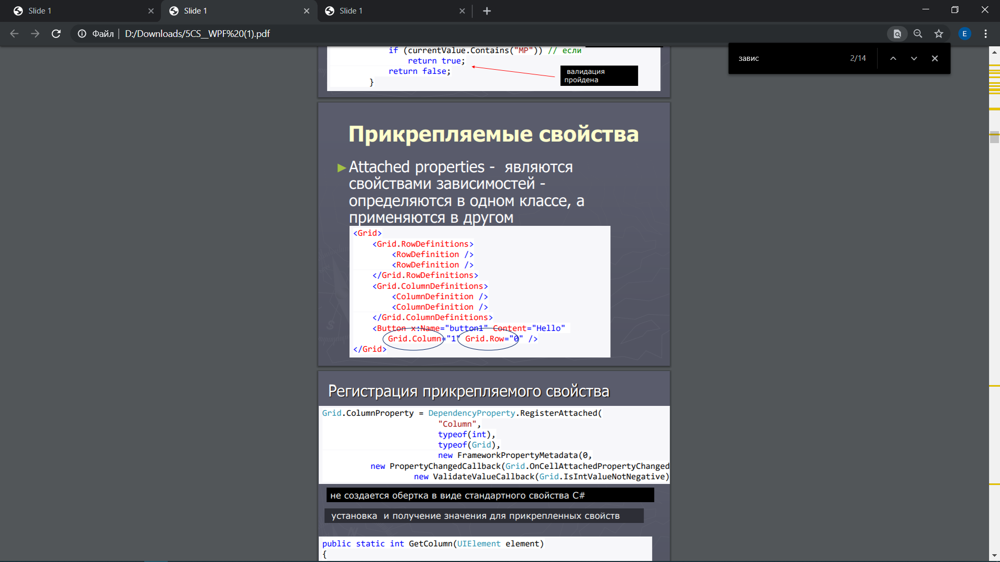 Slide 1
Slide 1
Slide 1
Файл
D:/Downloads/5CS__WPF%20(1).pdf
E
завис
2/14
if (currentValue.Contains("MP")) // если
return true;
return false;
}
валидация
пройдена
Прикрепляемые свойства
Attached properties - являются
свойствами зависимостей -
определяются в одном классе, а
применяются в другом
<Grid>
<Grid.RowDefinitions>
<RowDefinition />
<RowDefinition />
</Grid.RowDefinitions>
<Grid.ColumnDefinitions>
<ColumnDefinition />
<ColumnDefinition />
</Grid.ColumnDefinitions>
<Button x:Name="button1" Content="Hello"
Grid.Column="1" Grid.Row="0" />
</Grid>
Регистрация прикрепляемого свойства
Grid.ColumnProperty = DependencyProperty.RegisterAttached(
"Column",
typeof(int),
typeof(Grid),
new FrameworkPropertyMetadata(0,
new PropertyChangedCallback(Grid.OnCellAttachedPropertyChanged
new ValidateValueCallback(Grid.IsIntValueNotNegative)
не создается обертка в виде стандартного свойства C#
установка и получение значения для прикрепленных свойств
public static int GetColumn(UIElement element)
{